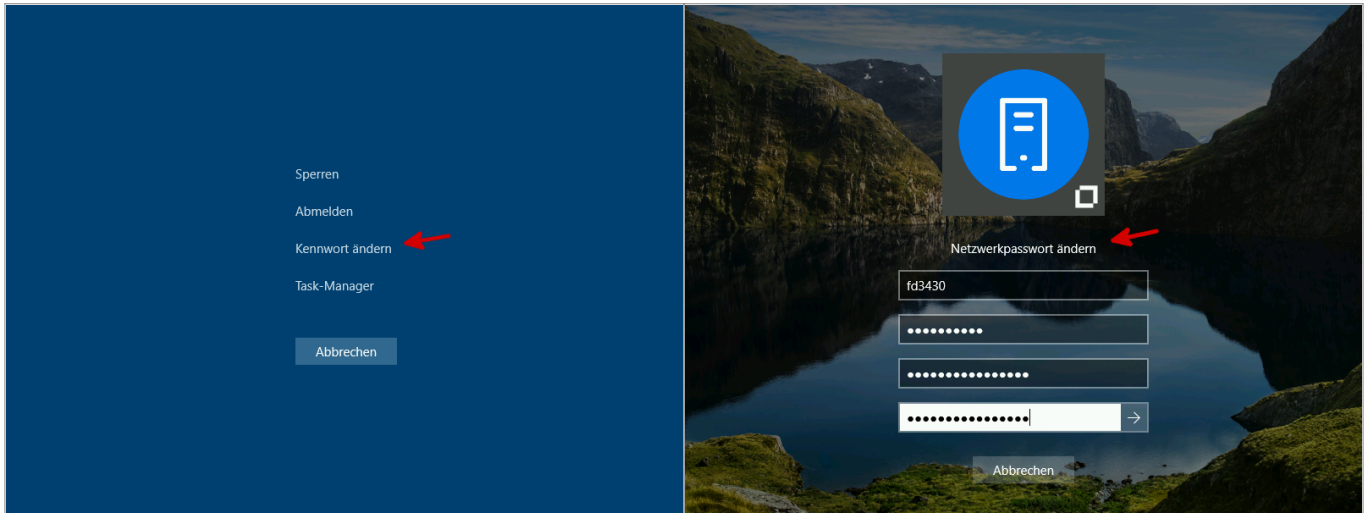 Sperren
Abmelden
Kennwort ändern
Task-Manager
Abbrechen
Netzwerkpasswort ändern
fd3430
Abbrechen